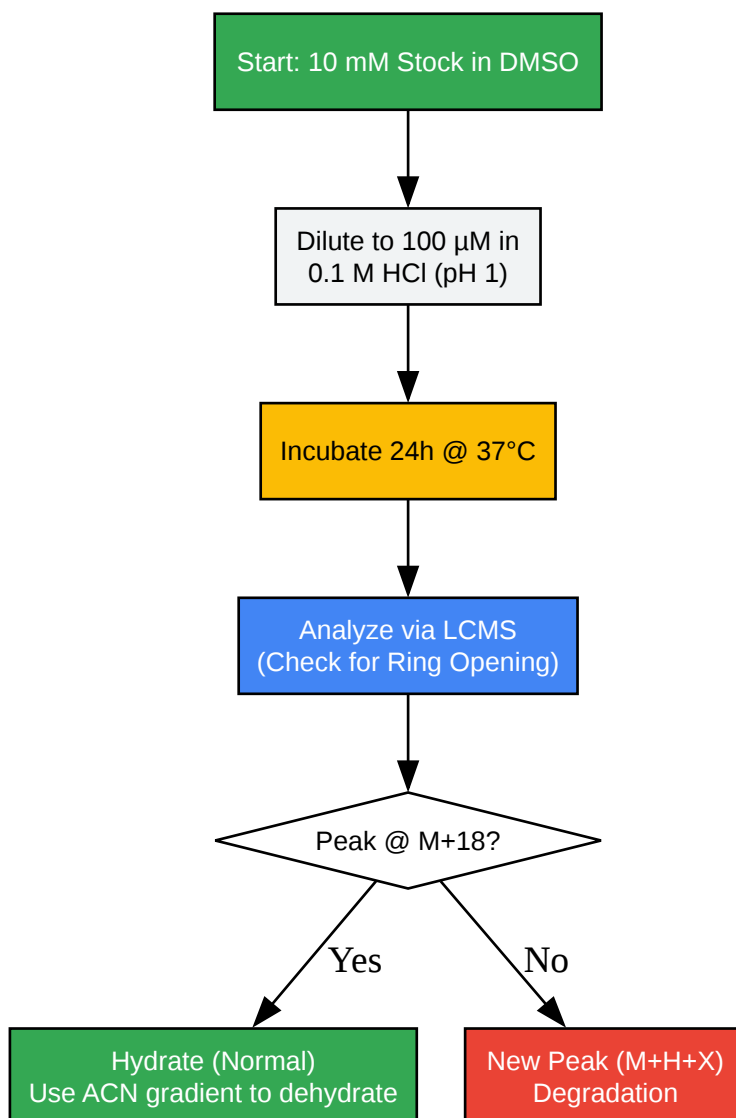 Start: 10 mM Stock in DMSO
Dilute to 100 µM in
0.1 M HCl (pH 1)
Incubate 24h @ 37°C
Analyze via LCMS
(Check for Ring Opening)
Peak @ M+18?
Yes
No
Hydrate (Normal)
Use ACN gradient to dehydrate
New Peak (M+H+X)
Degradation